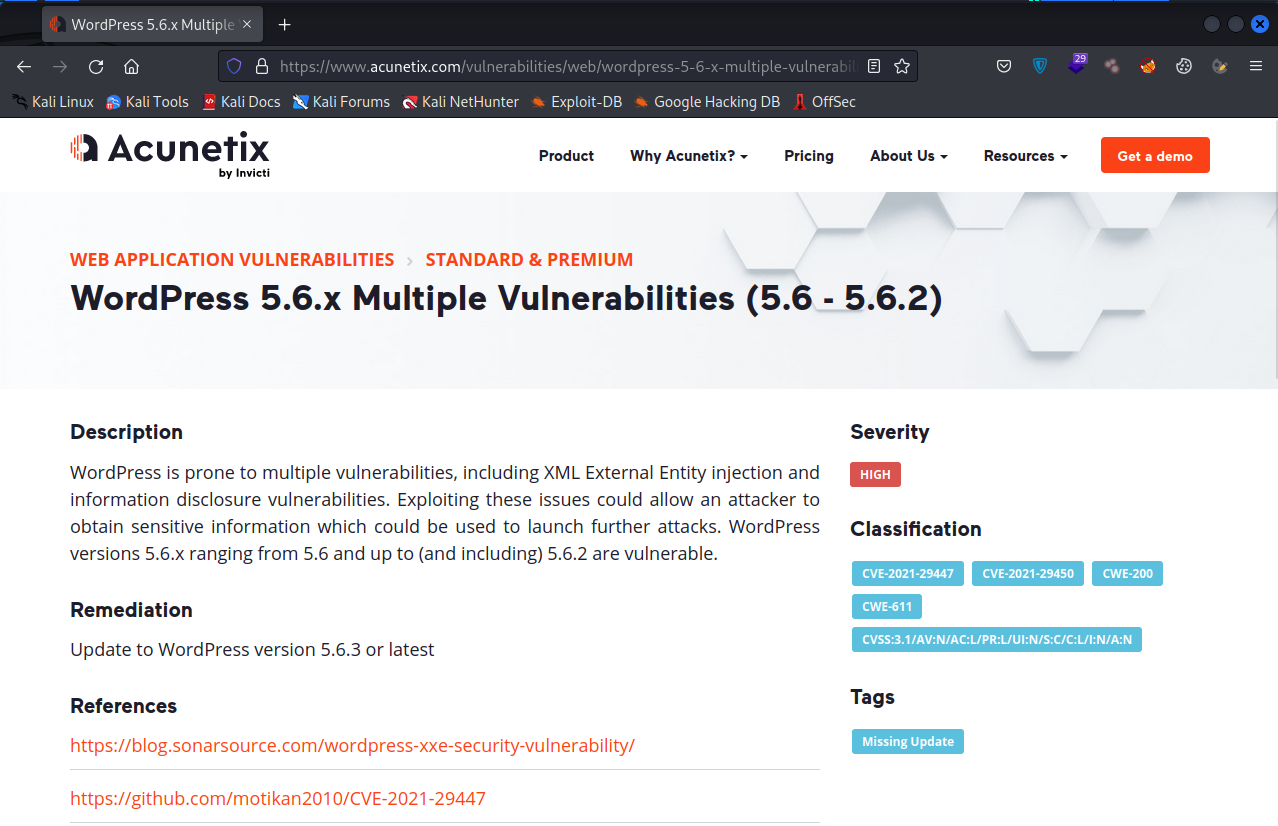 WordPress 5.6.x Multiple
https://www.acunetix.com/vulnerabilities/web/wordpress-5-6-x-multiple-vulnerabil
29
Kali Linux Kali Tools Kali Docs Kali Forums Kali NetHunter Exploit-DB Google Hacking DB OffSec
Acunetix
by Invicti
Product Why Acunetix? Pricing About Us Resources Get a demo
WEB APPLICATION VULNERABILITIES > STANDARD & PREMIUM
WordPress 5.6.x Multiple Vulnerabilities (5.6 - 5.6.2)
Description
WordPress is prone to multiple vulnerabilities, including XML External Entity injection and
information disclosure vulnerabilities. Exploiting these issues could allow an attacker to
obtain sensitive information which could be used to launch further attacks. WordPress
versions 5.6.x ranging from 5.6 and up to (and including) 5.6.2 are vulnerable.
Remediation
Update to WordPress version 5.6.3 or latest
References
https://blog.sonarsource.com/wordpress-xxe-security-vulnerability/
https://github.com/motikan2010/CVE-2021-29447
Severity
HIGH
Classification
CVE-2021-29447 CVE-2021-29450 CWE-200
CWE-611
CVSS:3.1/AV:N/AC:L/PR:L/UI:N/S:C/C:L/I:N/A:N
Tags
Missing Update